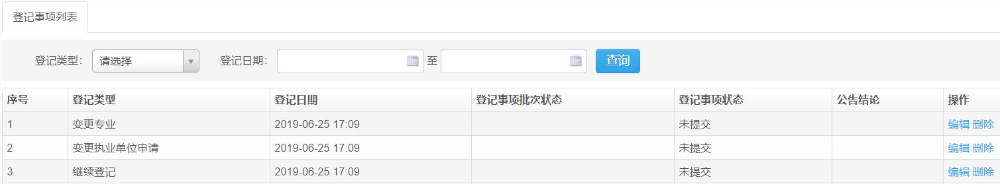 登记事项列表
登记类型: 请选择 登记日期: 至 查询
序号 登记类型 登记日期 登记事项批次状态 登记事项状态 公告结论 操作
1 变更专业 2019-06-25 17:09 未提交 编辑 删除
2 变更执业单位申请 2019-06-25 17:09 未提交 编辑 删除
3 继续登记 2019-06-25 17:09 未提交 编辑 删除